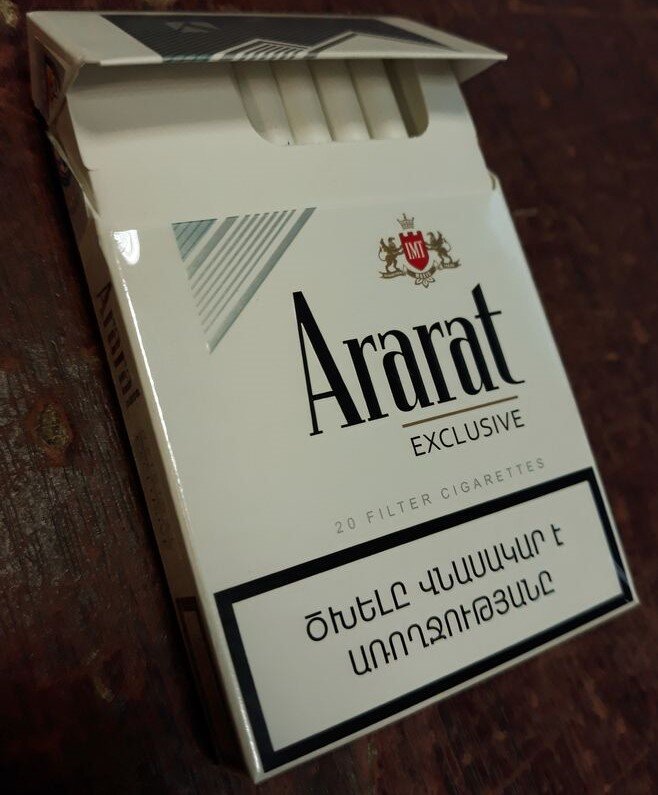 IMT
Ararat
EXCLUSIVE
20 FILTER CIGARETTES
ԾԽԵԼԸ ՎՆԱՍԱԿԱՐ Է
ԱՌՈՂՋՈՒԹՅԱՆԸ
Ararat